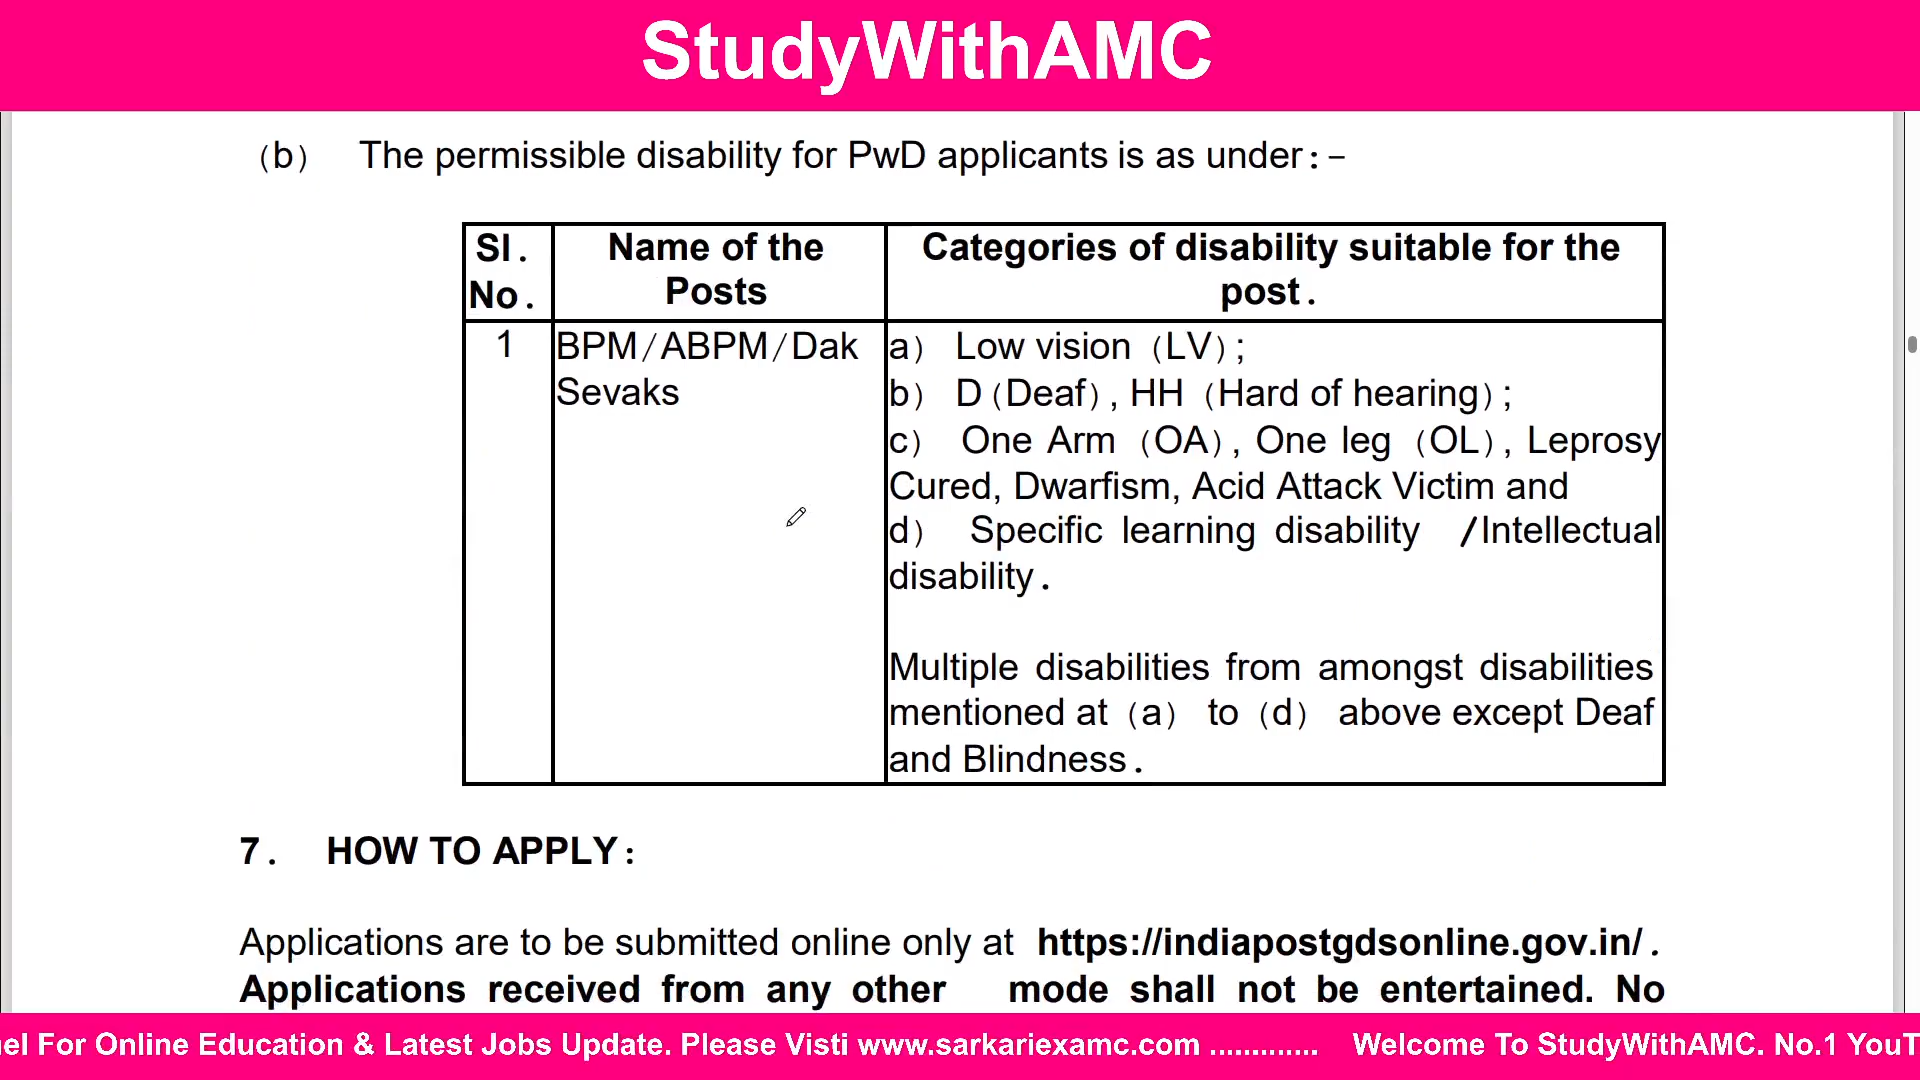 StudyWithAMC
(b) The permissible disability for PwD applicants is as under:-
Sl. No. | Name of the Posts | Categories of disability suitable for the post.
1 | BPM/ABPM/Dak Sevaks
a) Low vision (LV);
b) D(Deaf), HH (Hard of hearing);
c) One Arm (OA), One leg (OL), Leprosy
Cured, Dwarfism, Acid Attack Victim and
d) Specific learning disability /Intellectual
disability.
Multiple disabilities from amongst disabilities
mentioned at (a) to (d) above except Deaf
and Blindness.
7. HOW TO APPLY:
Applications are to be submitted online only at https://indiapostgdsonline.gov.in/.
Applications received from any other mode shall not be entertained. No
el For Online Education & Latest Jobs Update. Please Visti www.sarkariexamc.com ............. Welcome To StudyWithAMC. No.1 YouT